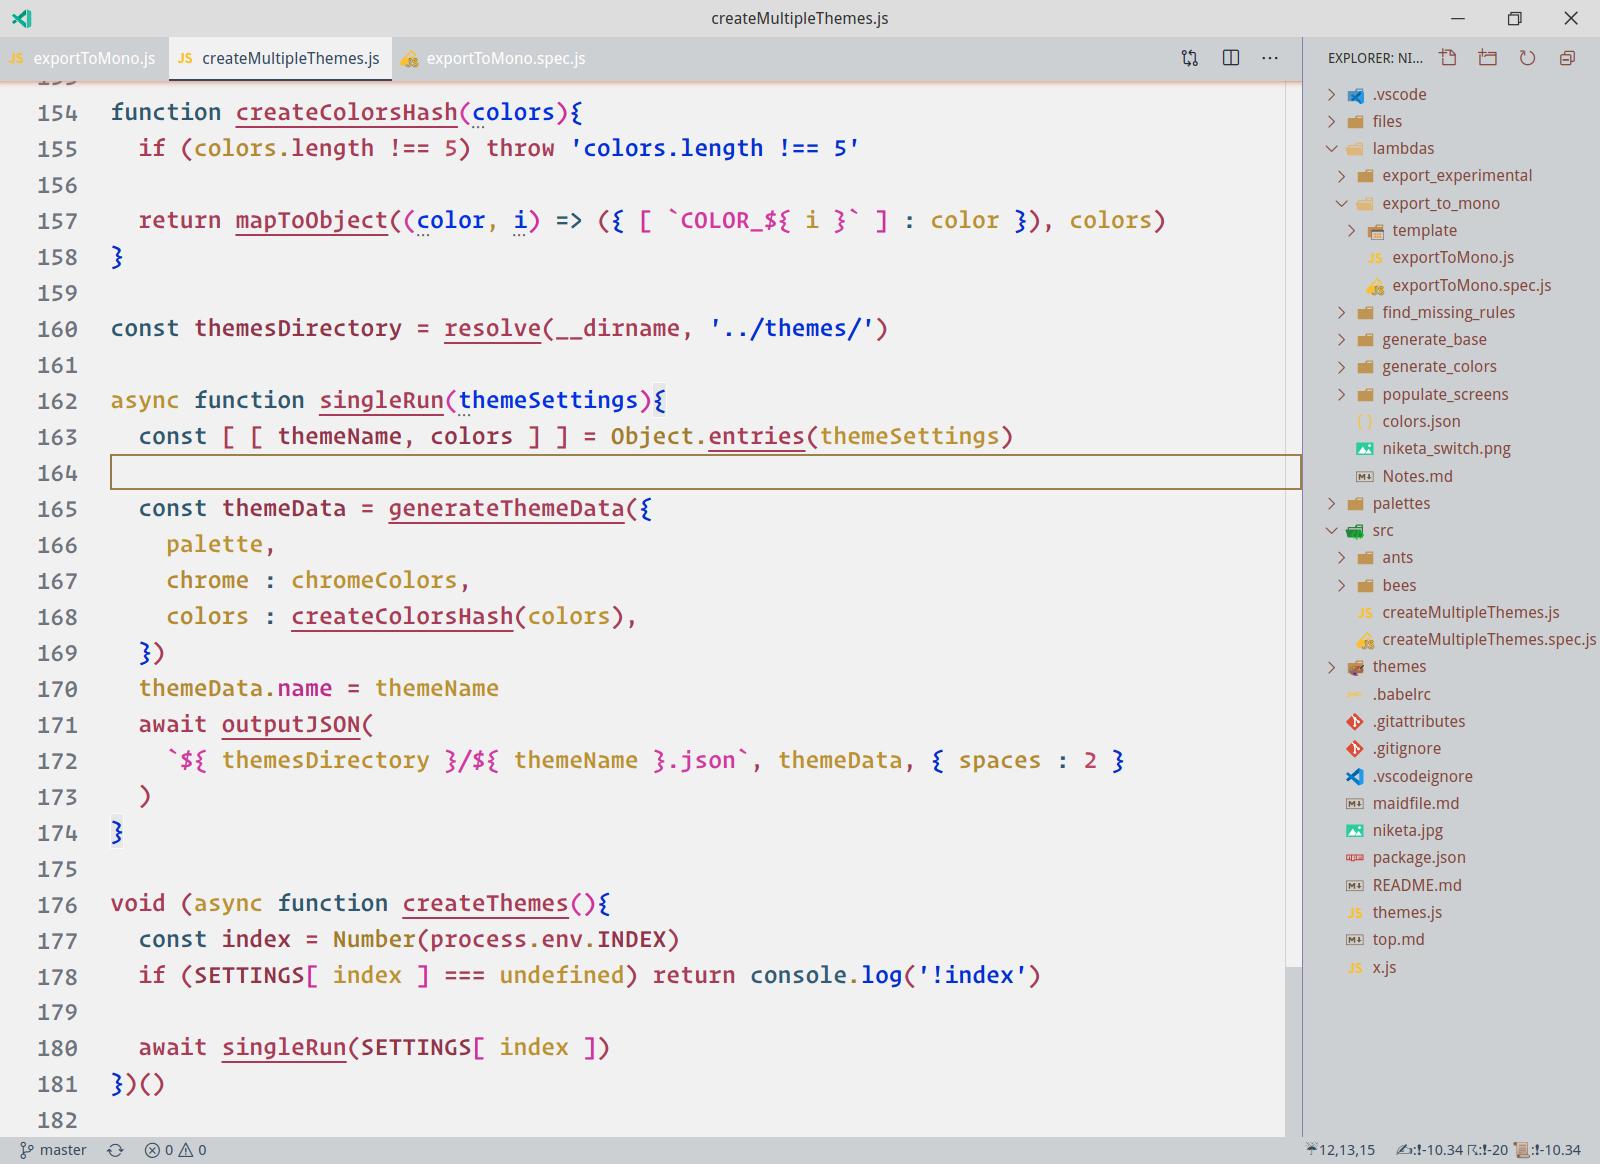 createMultipleThemes.js
JS exportToMono.js
JS createMultipleThemes.js
JS exportToMono.spec.js
154 function createColorsHash(colors){
155 if (colors.length !== 5) throw 'colors.length !== 5'
156
157 return mapToObject((color, i) => ({ [ `COLOR_${ i }` ] : color }), colors)
158 }
159
160 const themesDirectory = resolve(__dirname, '../themes/')
161
162 async function singleRun(themeSettings){
163 const [ [ themeName, colors ] ] = Object.entries(themeSettings)
164
165 const themeData = generateThemeData({
166 palette,
167 chrome : chromeColors,
168 colors : createColorsHash(colors),
169 })
170 themeData.name = themeName
171 await outputJSON(
172 `${ themesDirectory }/${ themeName }.json`, themeData, { spaces : 2 }
173 )
174 }
175
176 void (async function createThemes(){
177 const index = Number(process.env.INDEX)
178 if (SETTINGS[ index ] === undefined) return console.log('!index')
179
180 await singleRun(SETTINGS[ index ])
181 })()
182
EXPLORER: NI...
.vscode
files
lambdas
export_experimental
export_to_mono
template
JS exportToMono.js
JS exportToMono.spec.js
find_missing_rules
generate_base
generate_colors
populate_screens
{} colors.json
niketa_switch.png
M Notes.md
palettes
src
ants
bees
JS createMultipleThemes.js
JS createMultipleThemes.spec.js
themes
.babelrc
.gitattributes
.gitignore
.vscodeignore
M maidfile.md
niketa.jpg
package.json
M README.md
JS themes.js
M top.md
JS x.js
master 0 0
12,13,15 :!-10.34 :!-20 :!-10.34